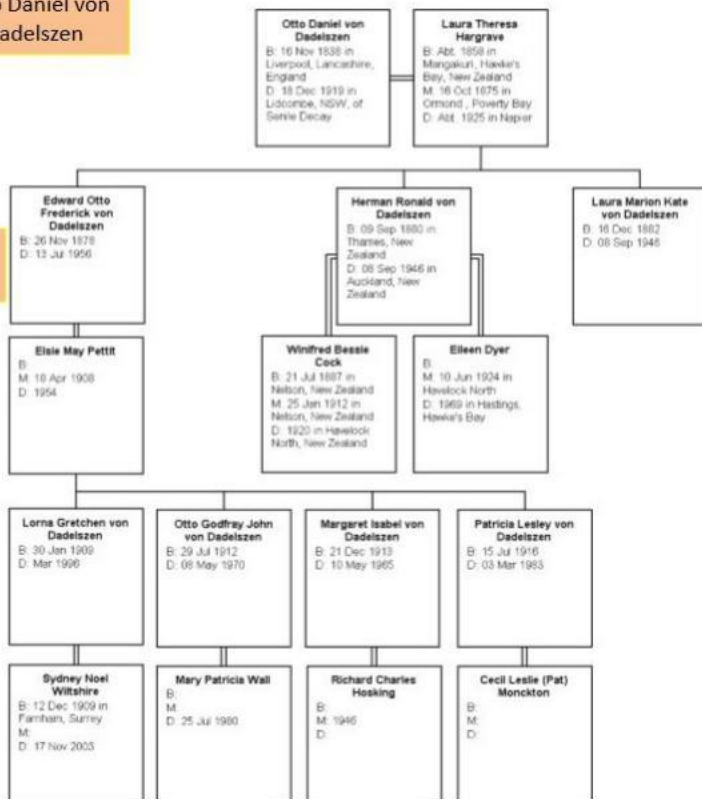 Daniel von
adelszen
Otto Daniel von
Dadelszen
B: 16 Nov 1838 in
Liverpool, Lancashire,
England
D: 18 Dec 1919 in
Lidcombe, NSW, of
Senile Decay
Laura Theresa
Hargrave
B: Abt. 1858 in
Mangakuri, Hawke's
Bay, New Zealand
M: 16 Oct 1875 in
Ormond , Poverty Bay
D: Abt. 1925 in Napier
Edward Otto
Frederick von
Dadelszen
B: 26 Nov 1878
D: 13 Jul 1956
Herman Ronald von
Dadelszen
B: 09 Sep 1880 in
Thames, New
Zealand
D: 08 Sep 1946 in
Auckland, New
Zealand
Laura Marion Kate
von Dadelszen
B: 16 Dec 1882
D: 08 Sep 1946
Elsie May Pettit
B:
M: 18 Apr 1908
D: 1954
Winifred Bessie
Cock
B: 21 Jul 1887 in
Nelson, New Zealand
M: 25 Jan 1912 in
Nelson, New Zealand
D: 1920 in Havelock
North, New Zealand
Eileen Dyer
B:
M: 10 Jun 1924 in
Havelock North
D: 1969 in Hastings,
Hawke's Bay
Lorna Gretchen von
Dadelszen
B: 30 Jan 1909
D: Mar 1996
Otto Godfray John
von Dadelszen
B: 29 Jul 1912
D: 08 May 1970
Margaret Isabel von
Dadelszen
B: 21 Dec 1913
D: 10 May 1965
Patricia Lesley von
Dadelszen
B: 15 Jul 1916
D: 03 Mar 1983
Sydney Noel
Wiltshire
B: 12 Dec 1909 in
Farnham, Surrey
M:
D: 17 Nov 2003
Mary Patricia Wall
B:
M:
D: 25 Jul 1980
Richard Charles
Hosking
B:
M: 1946
D:
Cecil Leslie (Pat)
Monckton
B:
M:
D: